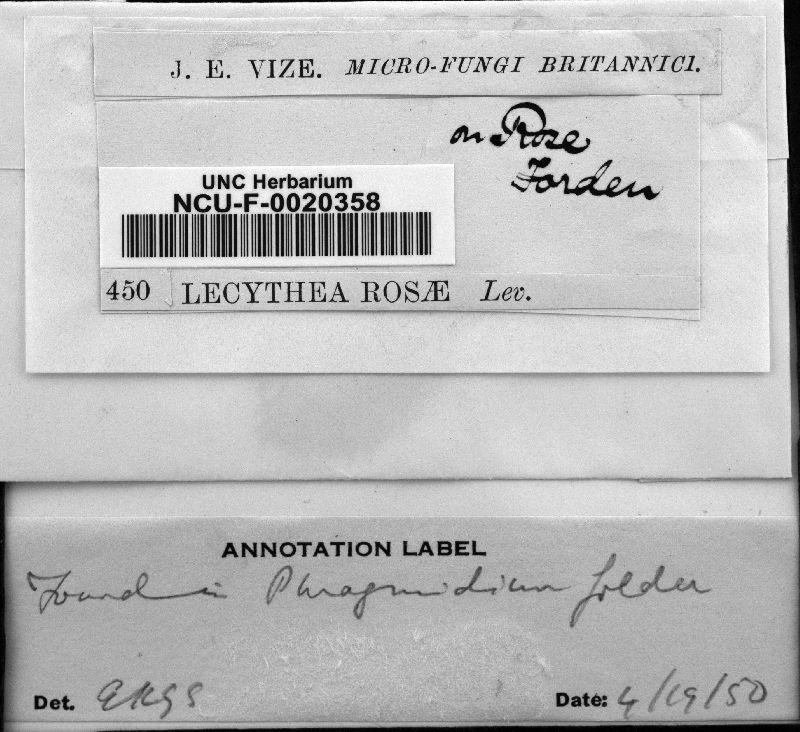 J. E. VIZE. MICRO-FUNGI BRITANNICI.
on Rose
Forden
UNC Herbarium
NCU-F-0020358
450 LECYTHEA ROSÆ Lev.
ANNOTATION LABEL
Found in Phragmidium folder
Det.
Date: 4/19/50